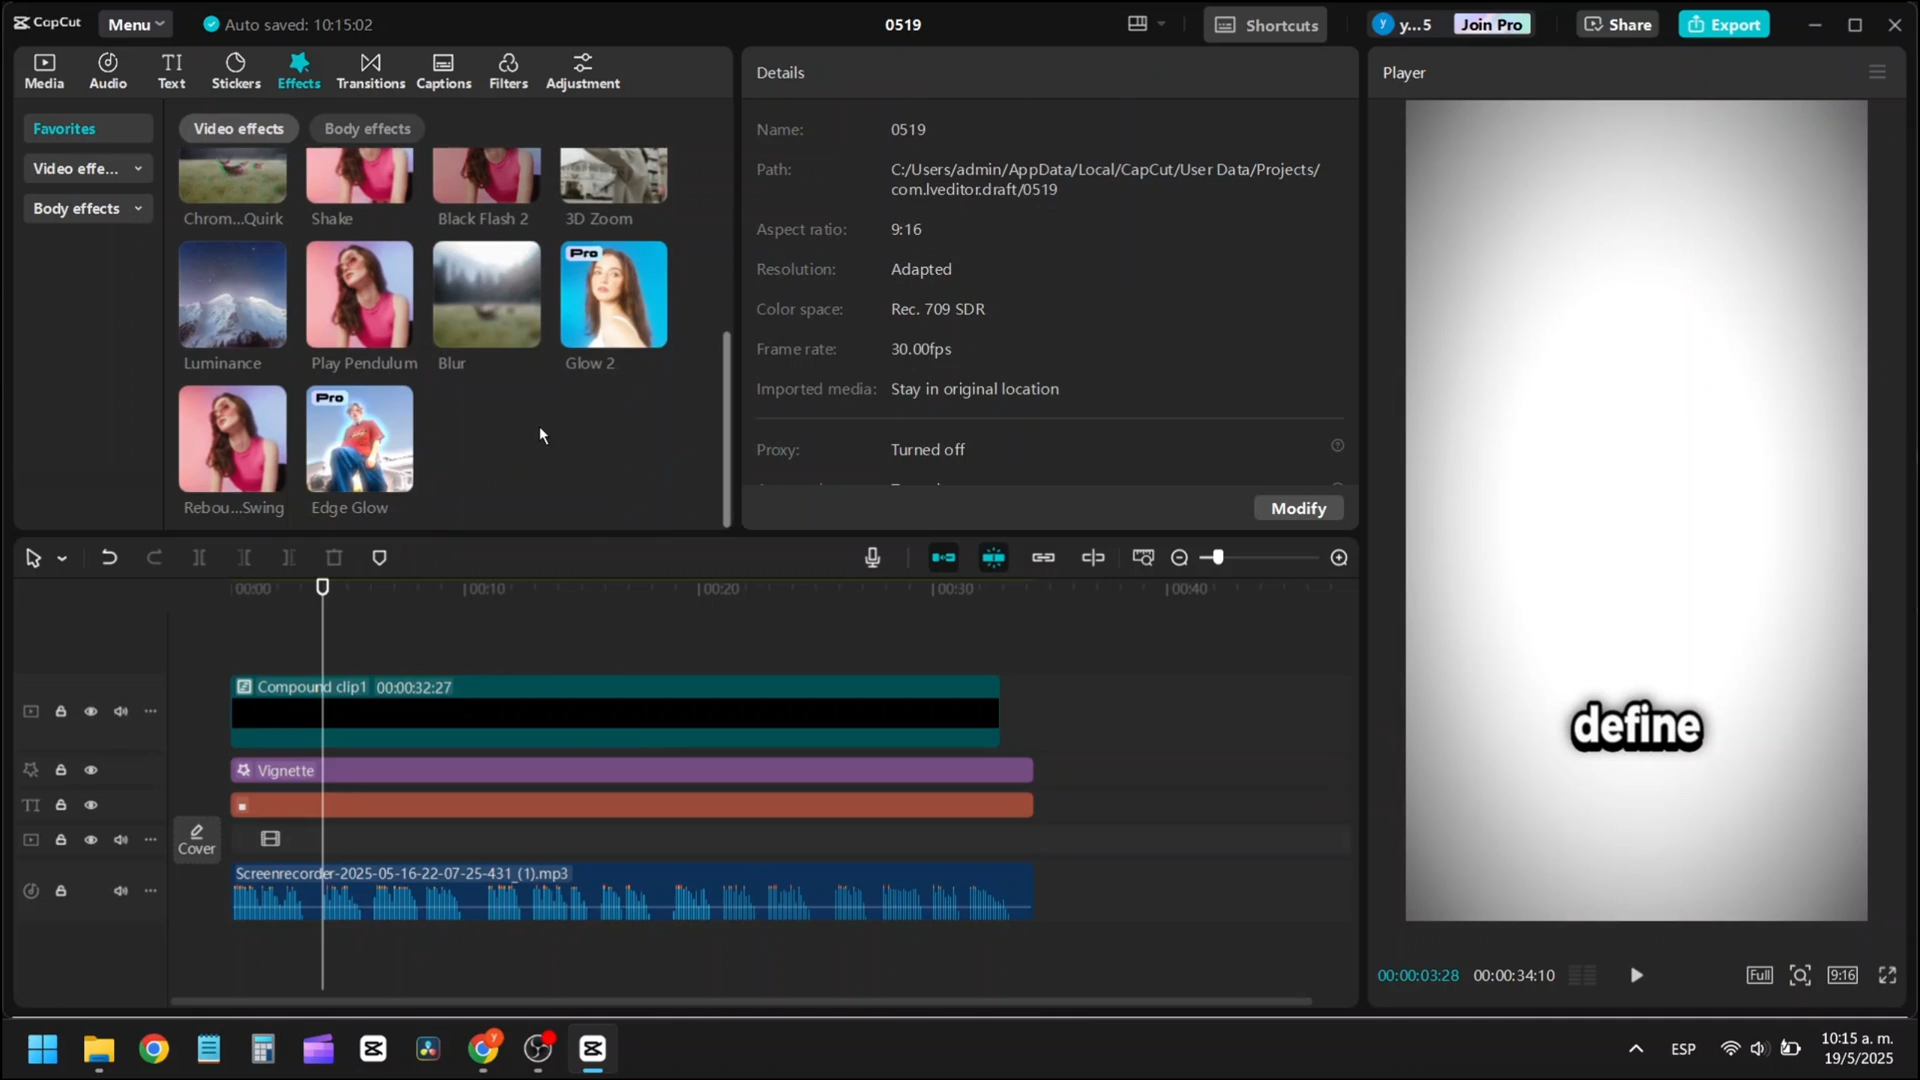 CapCut
Menu
Auto saved: 10:15:02
0519
Shortcuts
y...5
Join Pro
Share
Export
Media
Audio
Text
Stickers
Effects
Transitions
Captions
Filters
Adjustment
Favorites
Video effe...
Body effects
Video effects
Body effects
Chrom...Quirk
Shake
Black Flash 2
3D Zoom
Pro
Luminance
Play Pendulum
Blur
Glow 2
Pro
Rebou...Swing
Edge Glow
Details
Name: 0519
Path: C:/Users/admin/AppData/Local/CapCut/User Data/Projects/
com.lveditor.draft/0519
Aspect ratio: 9:16
Resolution: Adapted
Color space: Rec. 709 SDR
Frame rate: 30.00fps
Imported media: Stay in original location
Proxy: Turned off
Modify
Player
define
00:00:03:28 00:00:34:10
Full
9:16
00:00
00:10
00:20
00:30
00:40
Compound clip1 00:00:32:27
Vignette
TI
Cover
Screenrecorder-2025-05-16-22-07-25-431_(1).mp3
ESP
10:15 a. m.
19/5/2025